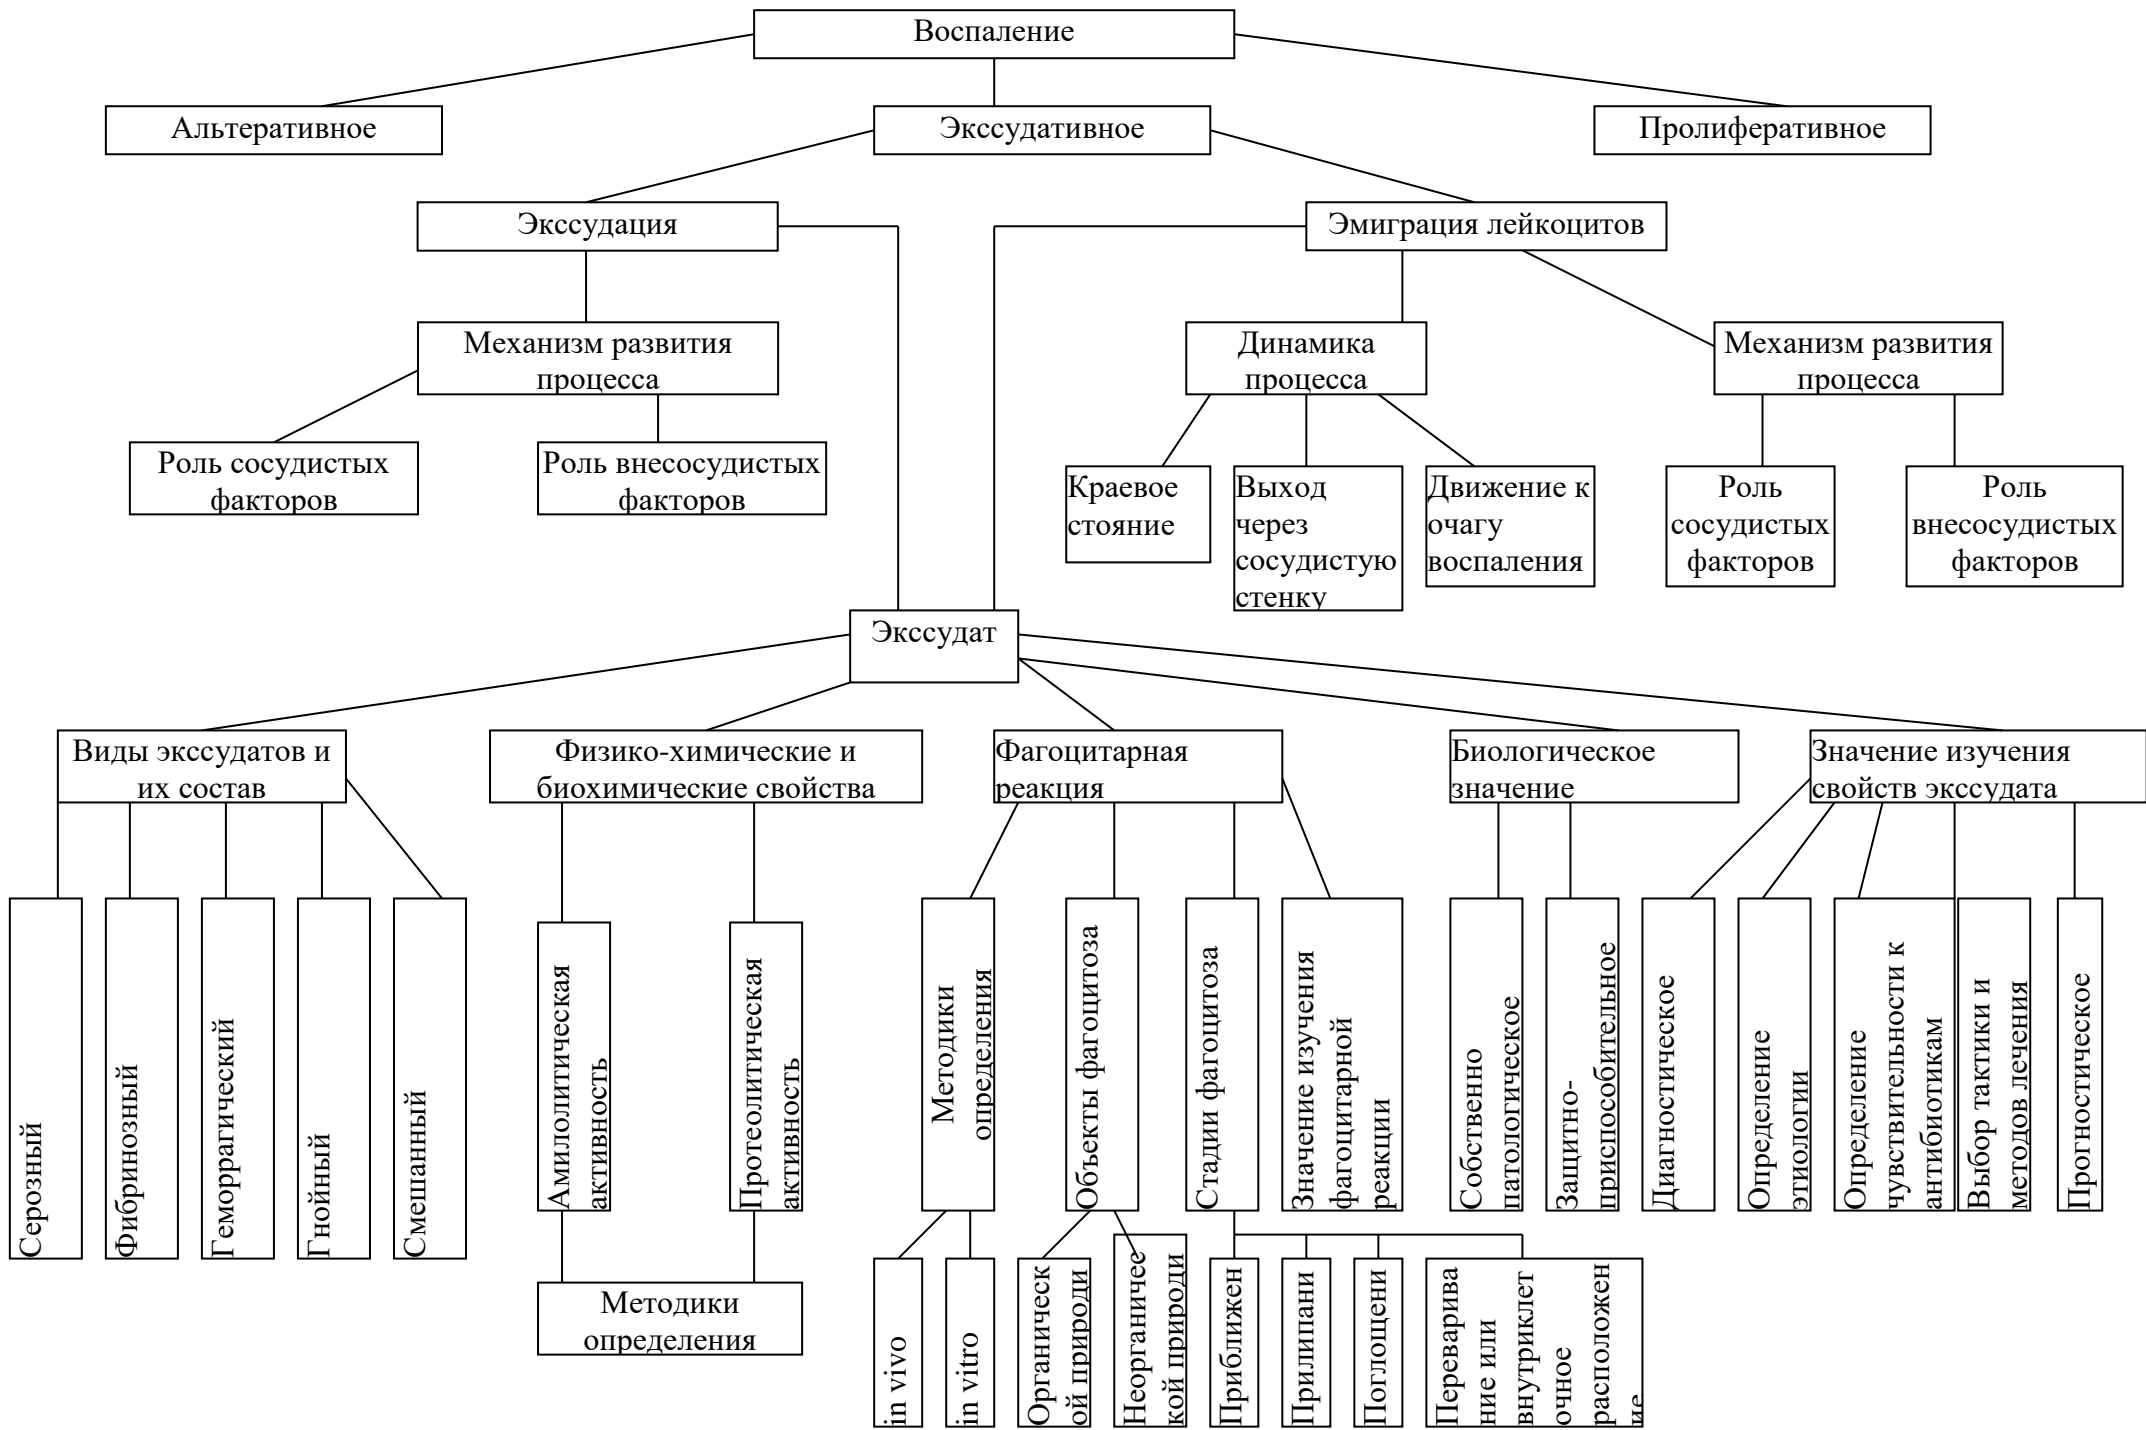 Воспаление
Альтеративное
Экссудативное
Пролиферативное
Экссудация
Эмиграция лейкоцитов
Механизм развития
процесса
Динамика
процесса
Механизм развития
процесса
Роль сосудистых
факторов
Роль внесосудистых
факторов
Краевое
стояние
Выход
через
сосудистую
стенку
Движение к
очагу
воспаления
Роль
сосудистых
факторов
Роль
внесосудистых
факторов
Экссудат
Виды экссудатов и
их состав
Физико-химические и
биохимические свойства
Фагоцитарная
реакция
Биологическое
значение
Значение изучения
свойств экссудата
Серозный
Фибринозный
Геморрагический
Гнойный
Смешанный
Амилолитическая
активность
Протеолитическая
активность
Методики
определения
Объекты фагоцитоза
Стадии фагоцитоза
Значение изучения
фагоцитарной
реакции
Собственно
патологическое
Защитно-
приспособительное
Диагностическое
Определение
этиологии
Определение
чувствительности к
антибиотикам
Выбор тактики и
методов лечения
Прогностическое
Методики
определения
in vivo
in vitro
Органическ
ой природи
Неорганичес
кой природи
Приближен
Прилипани
Поглощени
Переварива
ние или
внутриклет
очное
расположен
ие